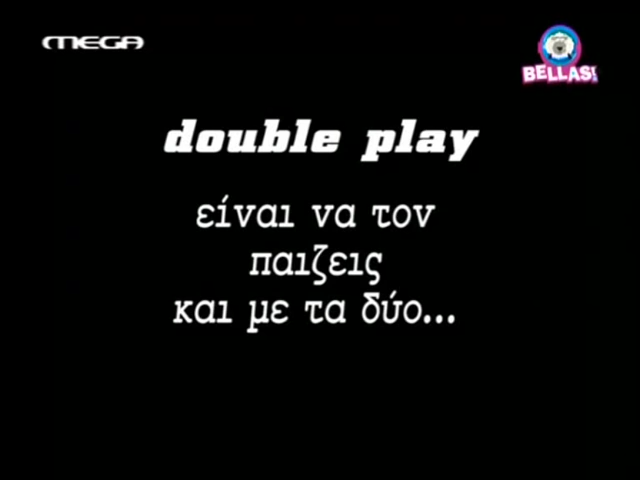 MEGA
BELLAS!
double play
είναι να τον
παιζεις
και με τα δύο...